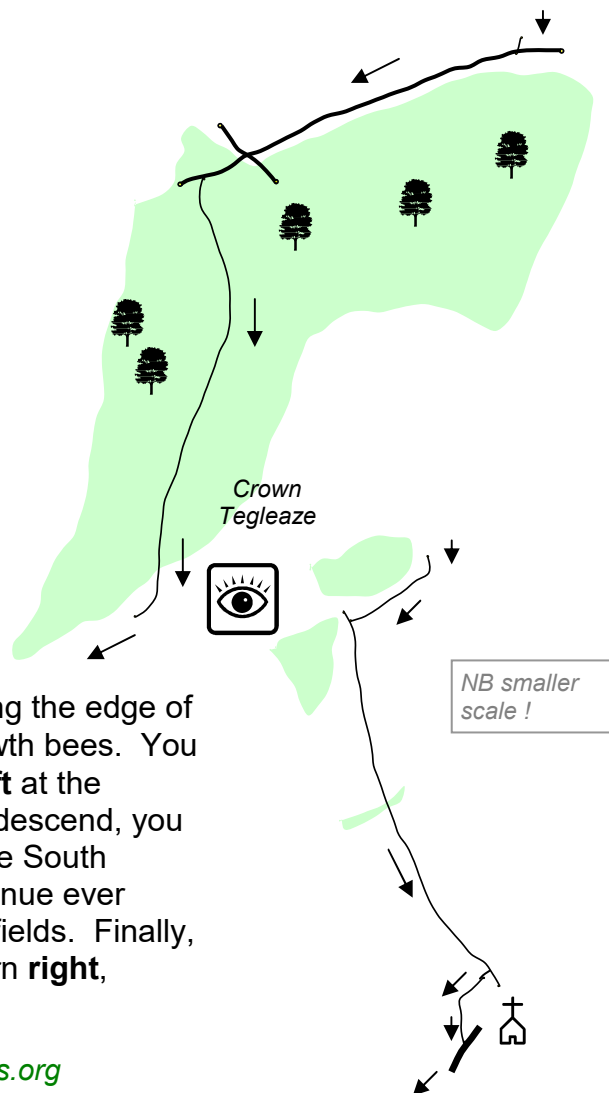 Crown
Tegleaze
NB smaller
scale !
ng the edge of
wth bees. You
ft at the
descend, you
e South
nue ever
fields. Finally,
rn right,
s.org